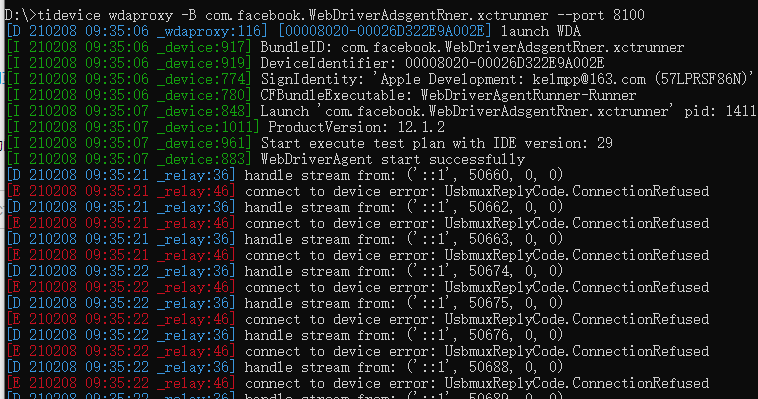 D:\>tidevice wdaproxy -B com.facebook.WebDriverAdsgentRner.xctrunner --port 8100
[D 210208 09:35:06 _wdaproxy:116] [00008020-00026D322E9A002E] launch WDA
[I 210208 09:35:06 _device:917] BundleID: com.facebook.WebDriverAdsgentRner.xctrunner
[I 210208 09:35:06 _device:919] DeviceIdentifier: 00008020-00026D322E9A002E
[I 210208 09:35:06 _device:774] SignIdentity: 'Apple Development: kelmpp@163.com (57LPRSF86N)'
[I 210208 09:35:06 _device:780] CFBundleExecutable: WebDriverAgentRunner-Runner
[I 210208 09:35:07 _device:848] Launch 'com.facebook.WebDriverAdsgentRner.xctrunner' pid: 1411
[I 210208 09:35:07 _device:1011] ProductVersion: 12.1.2
[I 210208 09:35:07 _device:961] Start execute test plan with IDE version: 29
[I 210208 09:35:07 _device:883] WebDriverAgent start successfully
[D 210208 09:35:21 _relay:36] handle stream from: ('::1', 50660, 0, 0)
[E 210208 09:35:21 _relay:46] connect to device error: UsbmuxReplyCode.ConnectionRefused
[D 210208 09:35:21 _relay:36] handle stream from: ('::1', 50662, 0, 0)
[E 210208 09:35:21 _relay:46] connect to device error: UsbmuxReplyCode.ConnectionRefused
[D 210208 09:35:21 _relay:36] handle stream from: ('::1', 50663, 0, 0)
[E 210208 09:35:21 _relay:46] connect to device error: UsbmuxReplyCode.ConnectionRefused
[D 210208 09:35:22 _relay:36] handle stream from: ('::1', 50674, 0, 0)
[E 210208 09:35:22 _relay:46] connect to device error: UsbmuxReplyCode.ConnectionRefused
[D 210208 09:35:22 _relay:36] handle stream from: ('::1', 50675, 0, 0)
[E 210208 09:35:22 _relay:46] connect to device error: UsbmuxReplyCode.ConnectionRefused
[D 210208 09:35:22 _relay:36] handle stream from: ('::1', 50676, 0, 0)
[E 210208 09:35:22 _relay:46] connect to device error: UsbmuxReplyCode.ConnectionRefused
[D 210208 09:35:22 _relay:36] handle stream from: ('::1', 50688, 0, 0)
[E 210208 09:35:22 _relay:46] connect to device error: UsbmuxReplyCode.ConnectionRefused
[D 210208 09:35:22 _relay:36] handle stream from: ('::1', 50689, 0, 0)